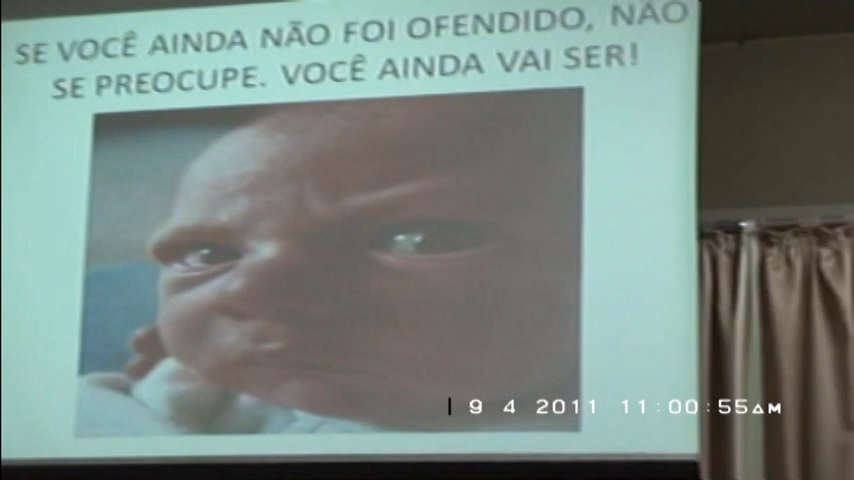 SE VOCÊ AINDA NÃO FOI OFENDIDO, NÃO
SE PREOCUPE. VOCÊ AINDA VAI SER!
9 4 2011 11:00:55AM